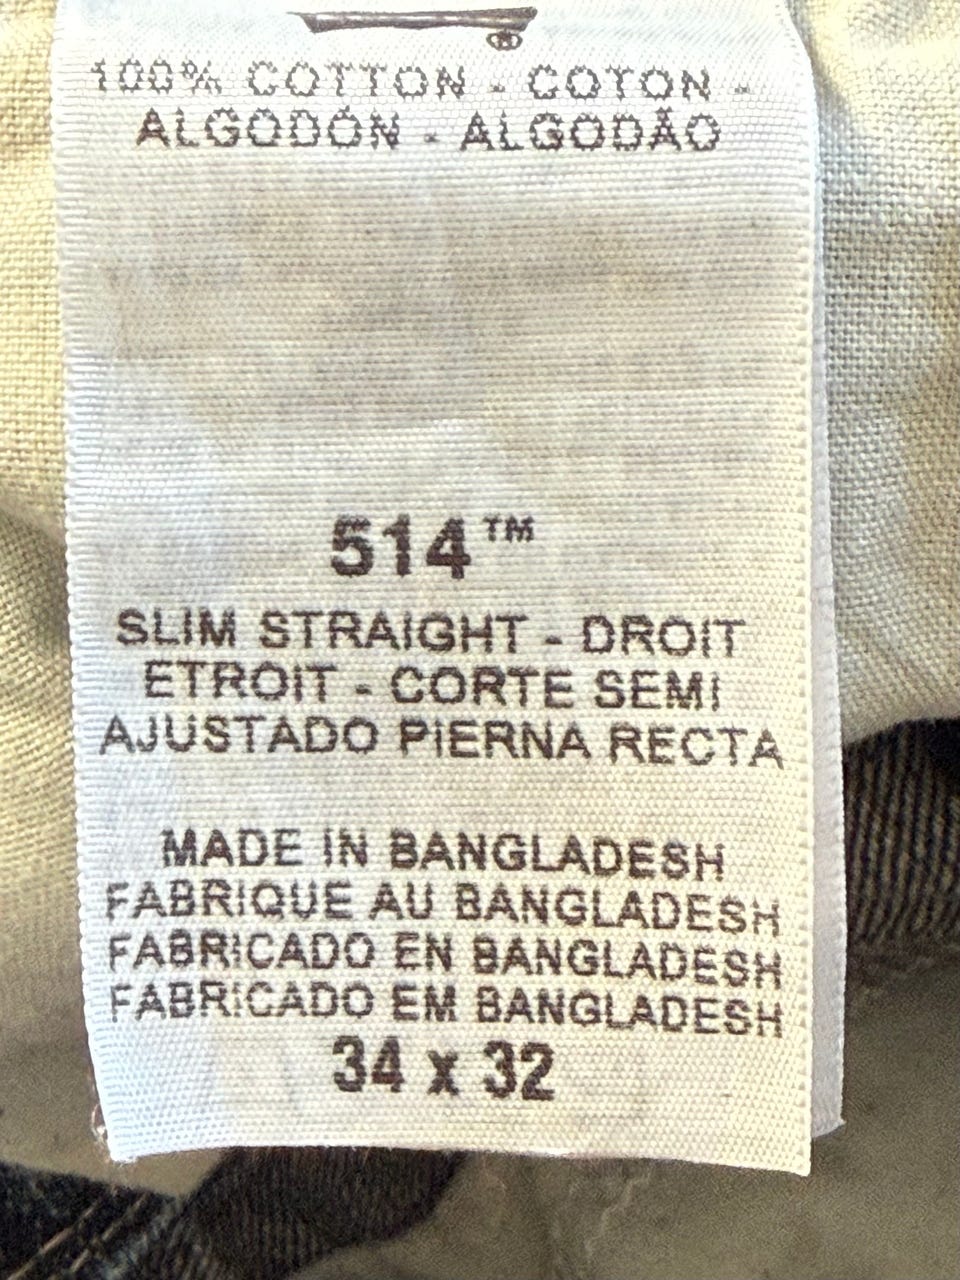 ®
100% COTTON - COTON -
ALGODÓN - ALGODÃO
514™
SLIM STRAIGHT - DROIT
ETROIT - CORTE SEMI
AJUSTADO PIERNA RECTA
MADE IN BANGLADESH
FABRIQUE AU BANGLADESH
FABRICADO EN BANGLADESH
FABRICADO EM BANGLADESH
34 x 32